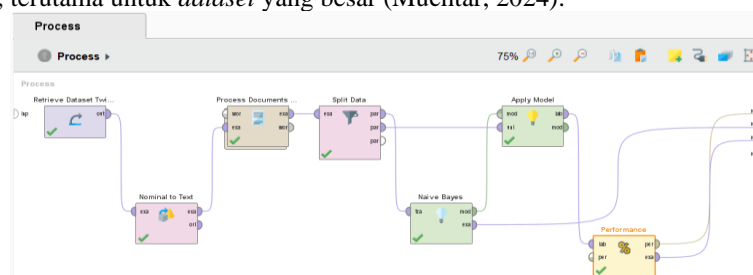 , terutama untuk dataset yang besar (Muchtar, 2024).
Process
Process
75%
Process
Retrieve Dataset Twi...
Process Documents ...
Split Data
Apply Model
inp
out
wor
exa
exa
wor
exa
par
par
par
mod
lab
unl
mod
Nominal to Text
Naive Bayes
exa
exa
ori
tra
mod
exa
Performance
lab
per
per
exa